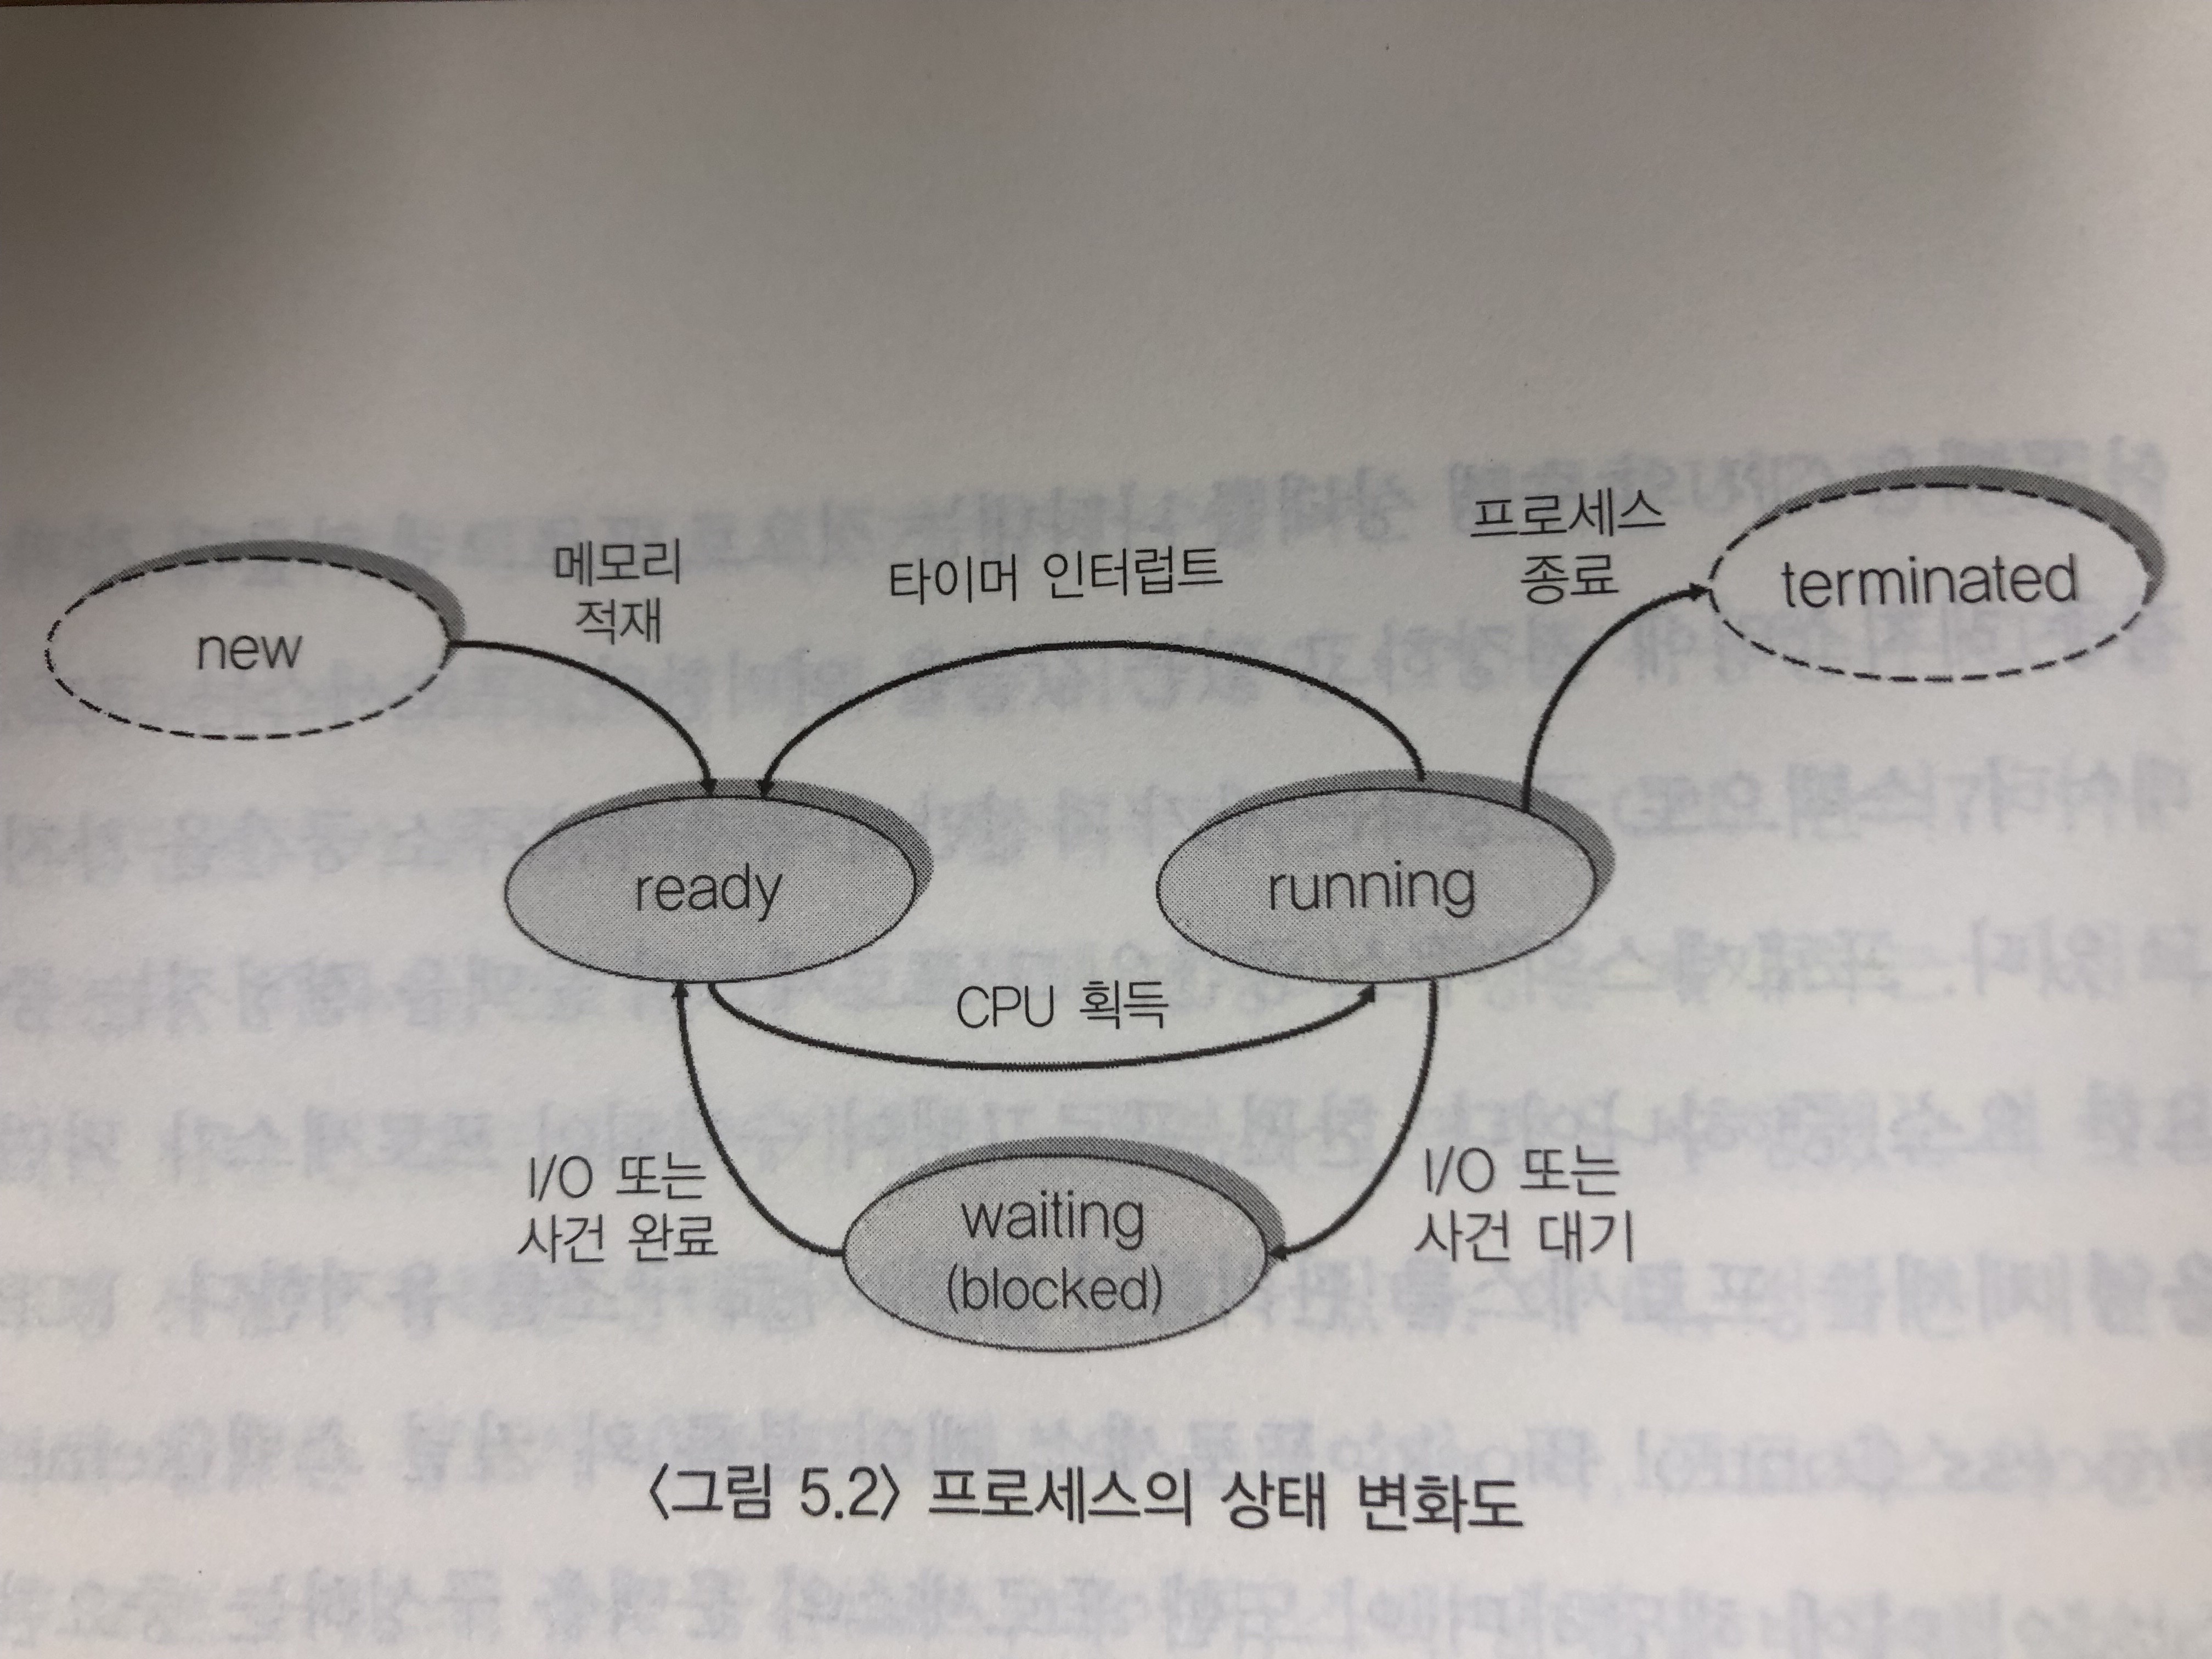 new
메모리
적재
타이머 인터럽트
프로세스
종료
terminated
ready
running
CPU 획득
I/O 또는
사건 완료
waiting
(blocked)
I/O 또는
사건 대기
〈그림 5.2〉 프로세스의 상태 변화도